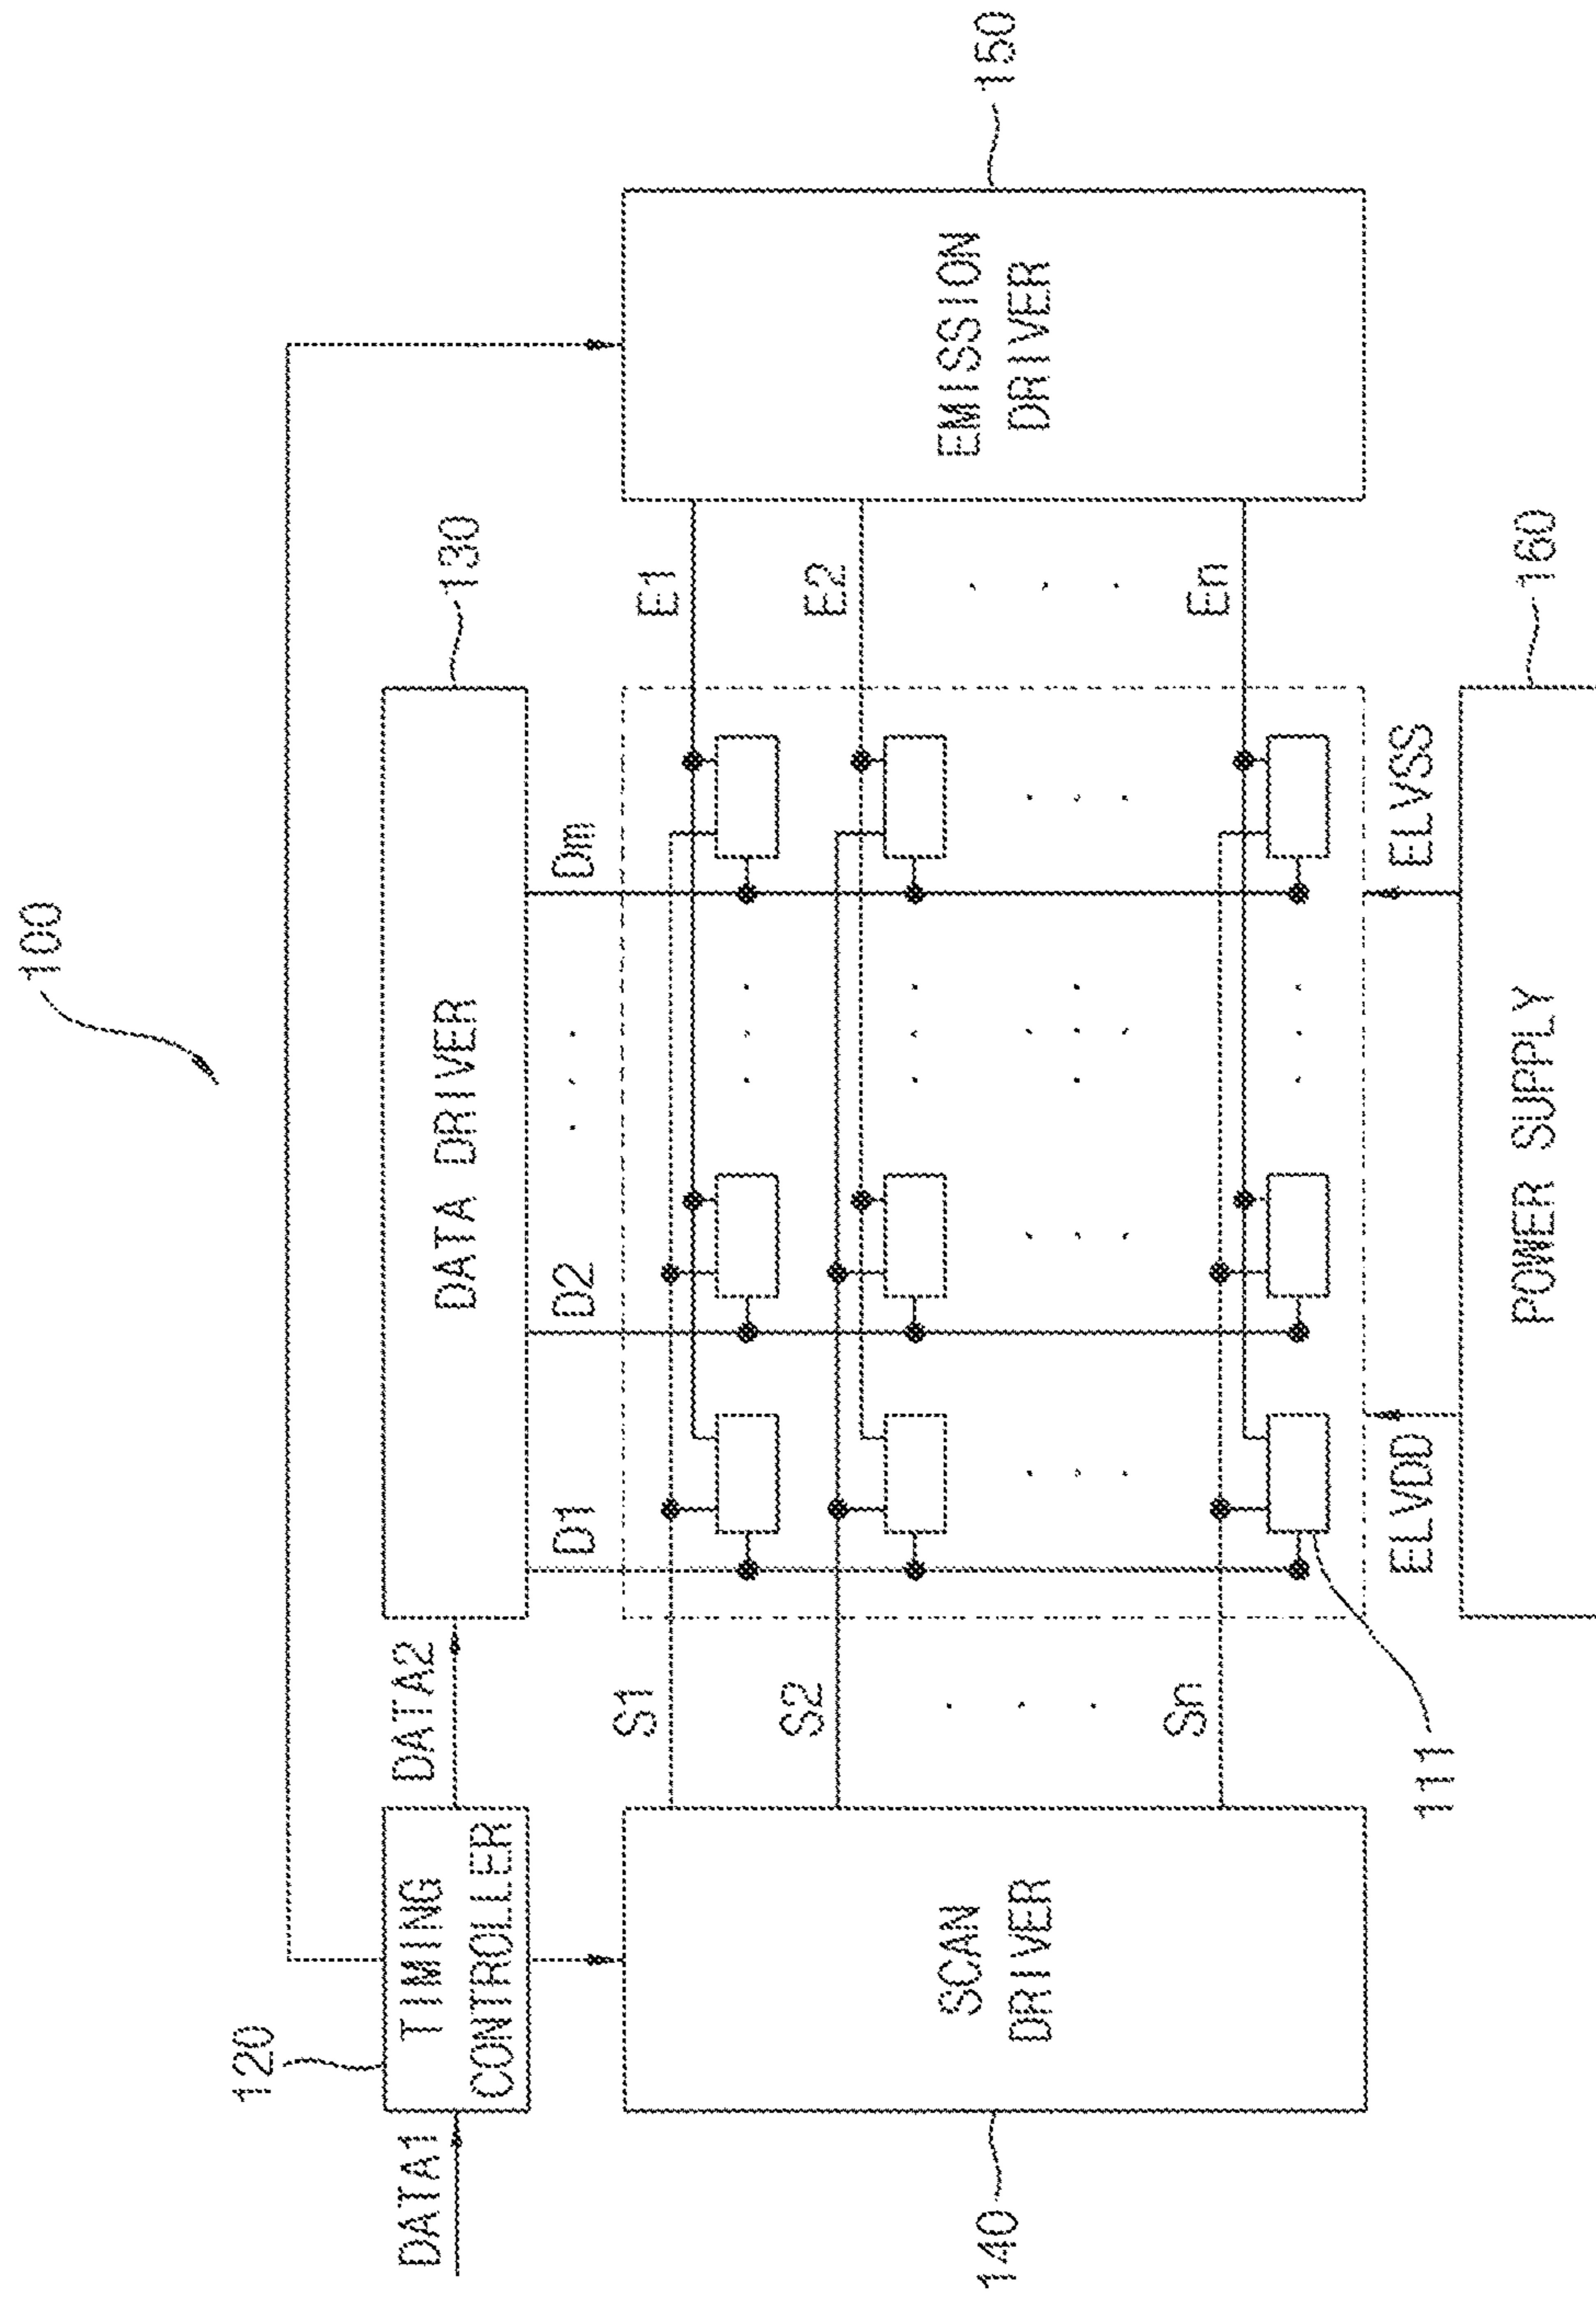 100
120
DATA1
TIMING
CONTROLLER
DATA2
DATA DRIVER
130
D1
D2
Dm
S1
S2
Sn
E1
E2
En
SCAN
DRIVER
140
EMISSION
DRIVER
150
111
ELVDD
ELVSS
POWER SUPPLY
160